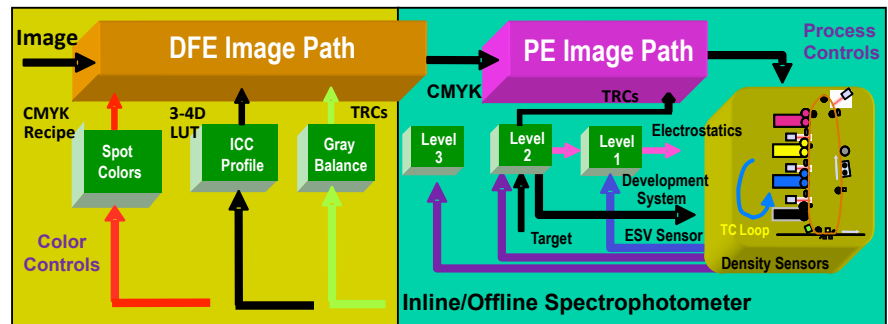 Image
DFE Image Path
PE Image Path
Process
Controls
CMYK
CMYK
Recipe
3-4D
LUT
TRCs
TRCs
Spot
Colors
ICC
Profile
Gray
Balance
Level
3
Level
2
Level
1
Electrostatics
Development
System
Target
ESV Sensor
TC Loop
Density Sensors
Color
Controls
Inline/Offline Spectrophotometer